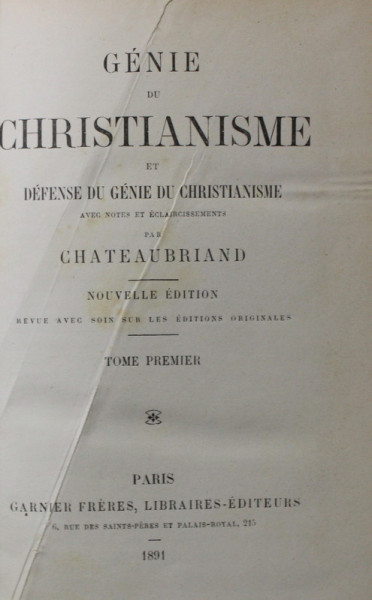 GÉNIE
DU
CHRISTIANISME
ET
DÉFENSE DU GÉNIE DU CHRISTIANISME
AVEC NOTES ET ÉCLAIRCISSEMENTS
PAR
CHATEAUBRIAND
NOUVELLE ÉDITION
REVUE AVEC SOIN SUR LES ÉDITIONS ORIGINALES
TOME PREMIER
PARIS
GARNIER FRÈRES, LIBRAIRES-ÉDITEURS
6, RUE DES SAINTS-PÈRES ET PALAIS-ROYAL, 215
1891